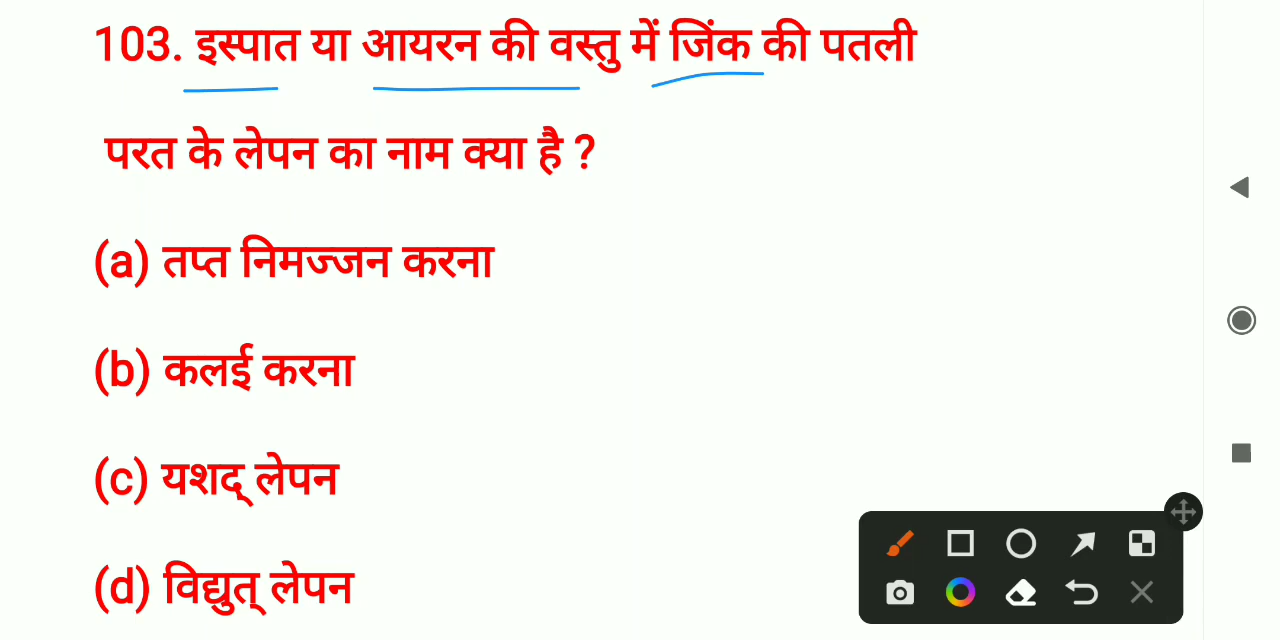 103. इस्पात या आयरन की वस्तु में जिंक की पतली
परत के लेपन का नाम क्या है ?
(a) तप्त निमज्जन करना
(b) कलई करना
(c) यशद् लेपन
(d) विद्युत् लेपन